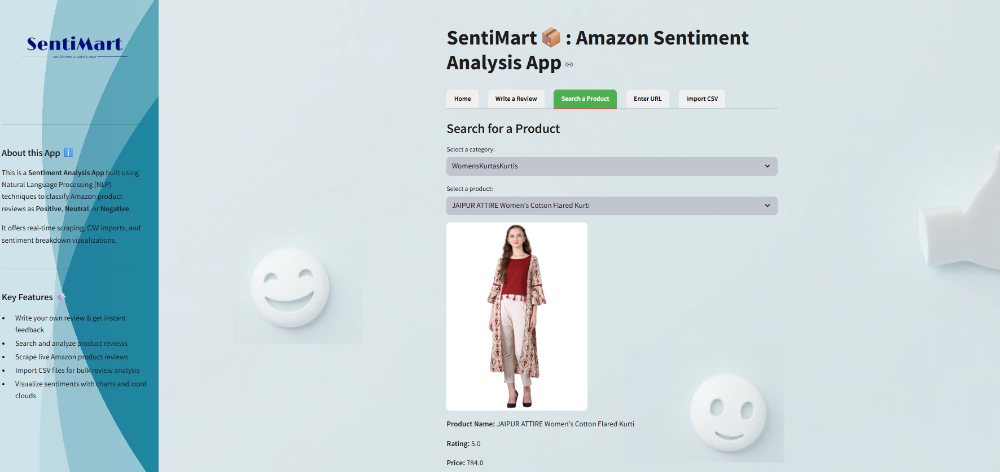 SentiMart
sentiment analysis app
About this App ℹ️
This is a Sentiment Analysis App built using
Natural Language Processing (NLP)
techniques to classify Amazon product
reviews as Positive, Neutral, or Negative.
It offers real-time scraping, CSV imports, and
sentiment breakdown visualizations.
Key Features ⚙️
• Write your own review & get instant
feedback
• Search and analyze product reviews
• Scrape live Amazon product reviews
• Import CSV files for bulk review analysis
• Visualize sentiments with charts and word
clouds
SentiMart 📦 : Amazon Sentiment
Analysis App
Home Write a Review Search a Product Enter URL Import CSV
Search for a Product
Select a category:
WomensKurtasKurtis
Select a product:
JAIPUR ATTIRE Women's Cotton Flared Kurti
Product Name: JAIPUR ATTIRE Women's Cotton Flared Kurti
Rating: 5.0
Price: 784.0